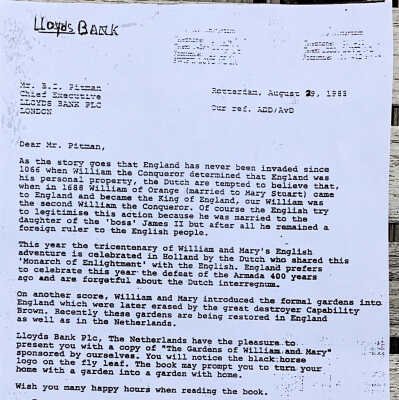 Lloyds BANK
Mr. B.I. Pitman
Chief Executive
LLOYDS BANK PLC
LONDON
Rotterdam, August 29, 1988
Our ref. ADD/AvD
Dear Mr. Pitman,
As the story goes that England has never been invaded since
1066 when William the Conqueror determined that England was
his personal property, the Dutch are tempted to believe that,
when in 1688 William of Orange (married to Mary Stuart) came
to England and became the King of England, our William was
the second William the Conqueror. Of course the English try
to legitimise this action because he was married to the
daughter of the 'boss' James II but after all he remained a
foreign ruler to the English people.
This year the tricentenary of William and Mary's English
adventure is celebrated in Holland by the Dutch who shared this
'Monarch of Enlightment' with the English. England prefers
to celebrate this year the defeat of the Armada 400 years
ago and are forgetful about the Dutch interregnum.
On another score, William and Mary introduced the formal gardens into
England which were later erased by the great destroyer Capability
Brown. Recently these gardens are being restored in England
as well as in the Netherlands.
Lloyds Bank Plc, The Netherlands have the pleasure to
present you with a copy of "The Gardens of William and Mary"
sponsored by ourselves. You will notice the black horse
logo on the fly leaf. The book may prompt you to turn your
home with a garden into a garden with home.
Wish you many happy hours when reading the book.